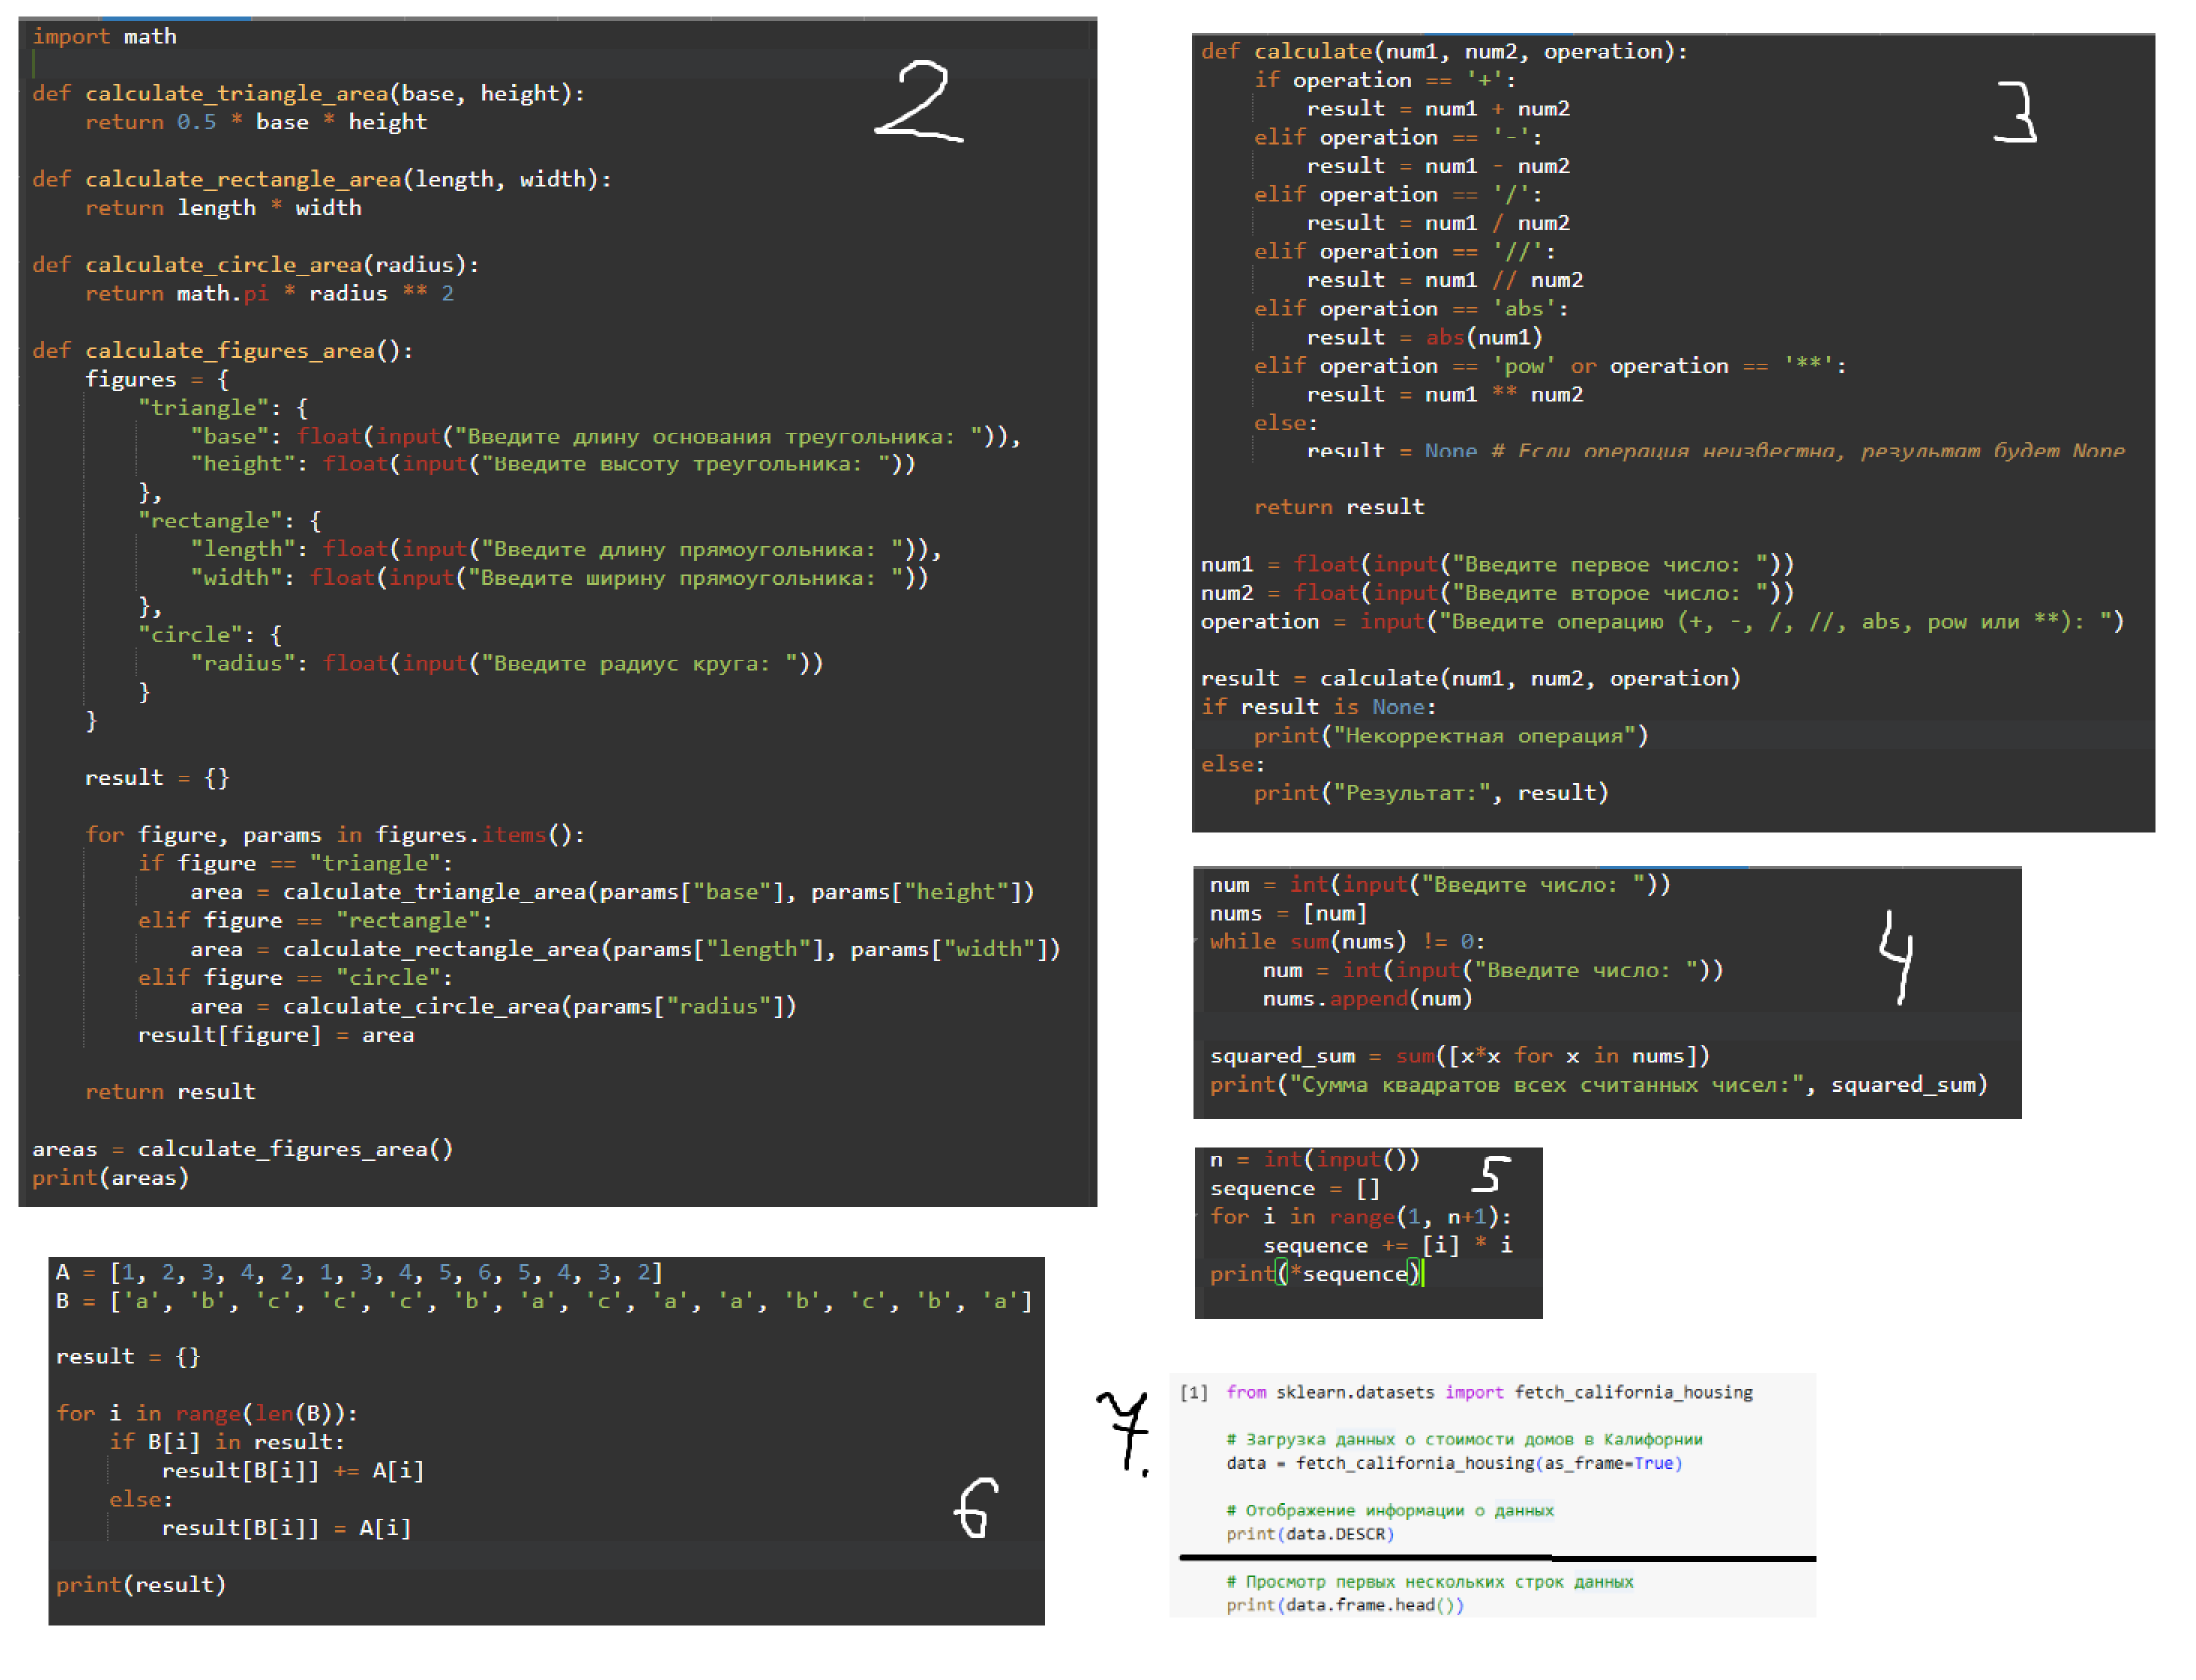 import math
2
def calculate_triangle_area(base, height):
    return 0.5 * base * height
def calculate_rectangle_area(length, width):
    return length * width
def calculate_circle_area(radius):
    return math.pi * radius ** 2
def calculate_figures_area():
    figures = {
        "triangle": {
            "base": float(input("Введите длину основания треугольника: ")),
            "height": float(input("Введите высоту треугольника: "))
        },
        "rectangle": {
            "length": float(input("Введите длину прямоугольника: ")),
            "width": float(input("Введите ширину прямоугольника: "))
        },
        "circle": {
            "radius": float(input("Введите радиус круга: "))
        }
    }
    result = {}
    for figure, params in figures.items():
        if figure == "triangle":
            area = calculate_triangle_area(params["base"], params["height"])
        elif figure == "rectangle":
            area = calculate_rectangle_area(params["length"], params["width"])
        elif figure == "circle":
            area = calculate_circle_area(params["radius"])
        result[figure] = area
    return result
areas = calculate_figures_area()
print(areas)
3
def calculate(num1, num2, operation):
    if operation == '+':
        result = num1 + num2
    elif operation == '-':
        result = num1 - num2
    elif operation == '/':
        result = num1 / num2
    elif operation == '//':
        result = num1 // num2
    elif operation == 'abs':
        result = abs(num1)
    elif operation == 'pow' or operation == '**':
        result = num1 ** num2
    else:
        result = None # Если операция неизвестна, результат будет None
    return result
num1 = float(input("Введите первое число: "))
num2 = float(input("Введите второе число: "))
operation = input("Введите операцию (+, -, /, //, abs, pow или **): ")
result = calculate(num1, num2, operation)
if result is None:
    print("Некорректная операция")
else:
    print("Результат:", result)
4
num = int(input("Введите число: "))
nums = [num]
while sum(nums) != 0:
    num = int(input("Введите число: "))
    nums.append(num)
squared_sum = sum([x*x for x in nums])
print("Сумма квадратов всех считанных чисел:", squared_sum)
5
n = int(input())
sequence = []
for i in range(1, n+1):
    sequence += [i] * i
print(*sequence)
6
A = [1, 2, 3, 4, 2, 1, 3, 4, 5, 6, 5, 4, 3, 2]
B = ['a', 'b', 'c', 'c', 'c', 'b', 'a', 'c', 'a', 'a', 'b', 'c', 'b', 'a']
result = {}
for i in range(len(B)):
    if B[i] in result:
        result[B[i]] += A[i]
    else:
        result[B[i]] = A[i]
print(result)
7.
[1] from sklearn.datasets import fetch_california_housing
# Загрузка данных о стоимости домов в Калифорнии
data = fetch_california_housing(as_frame=True)
# Отображение информации о данных
print(data.DESCR)
# Просмотр первых нескольких строк данных
print(data.frame.head())